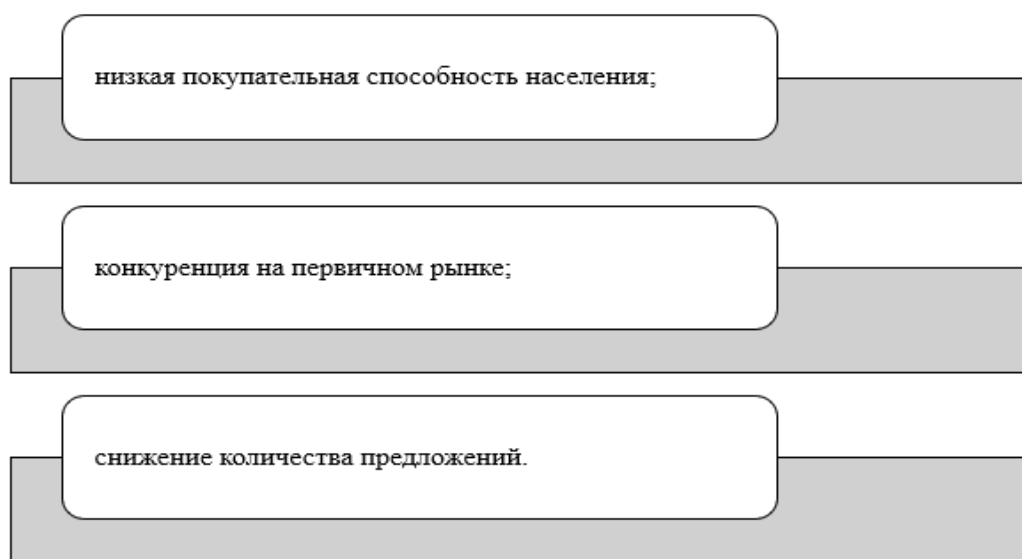 низкая покупательная способность населения;
конкуренция на первичном рынке;
снижение количества предложений.